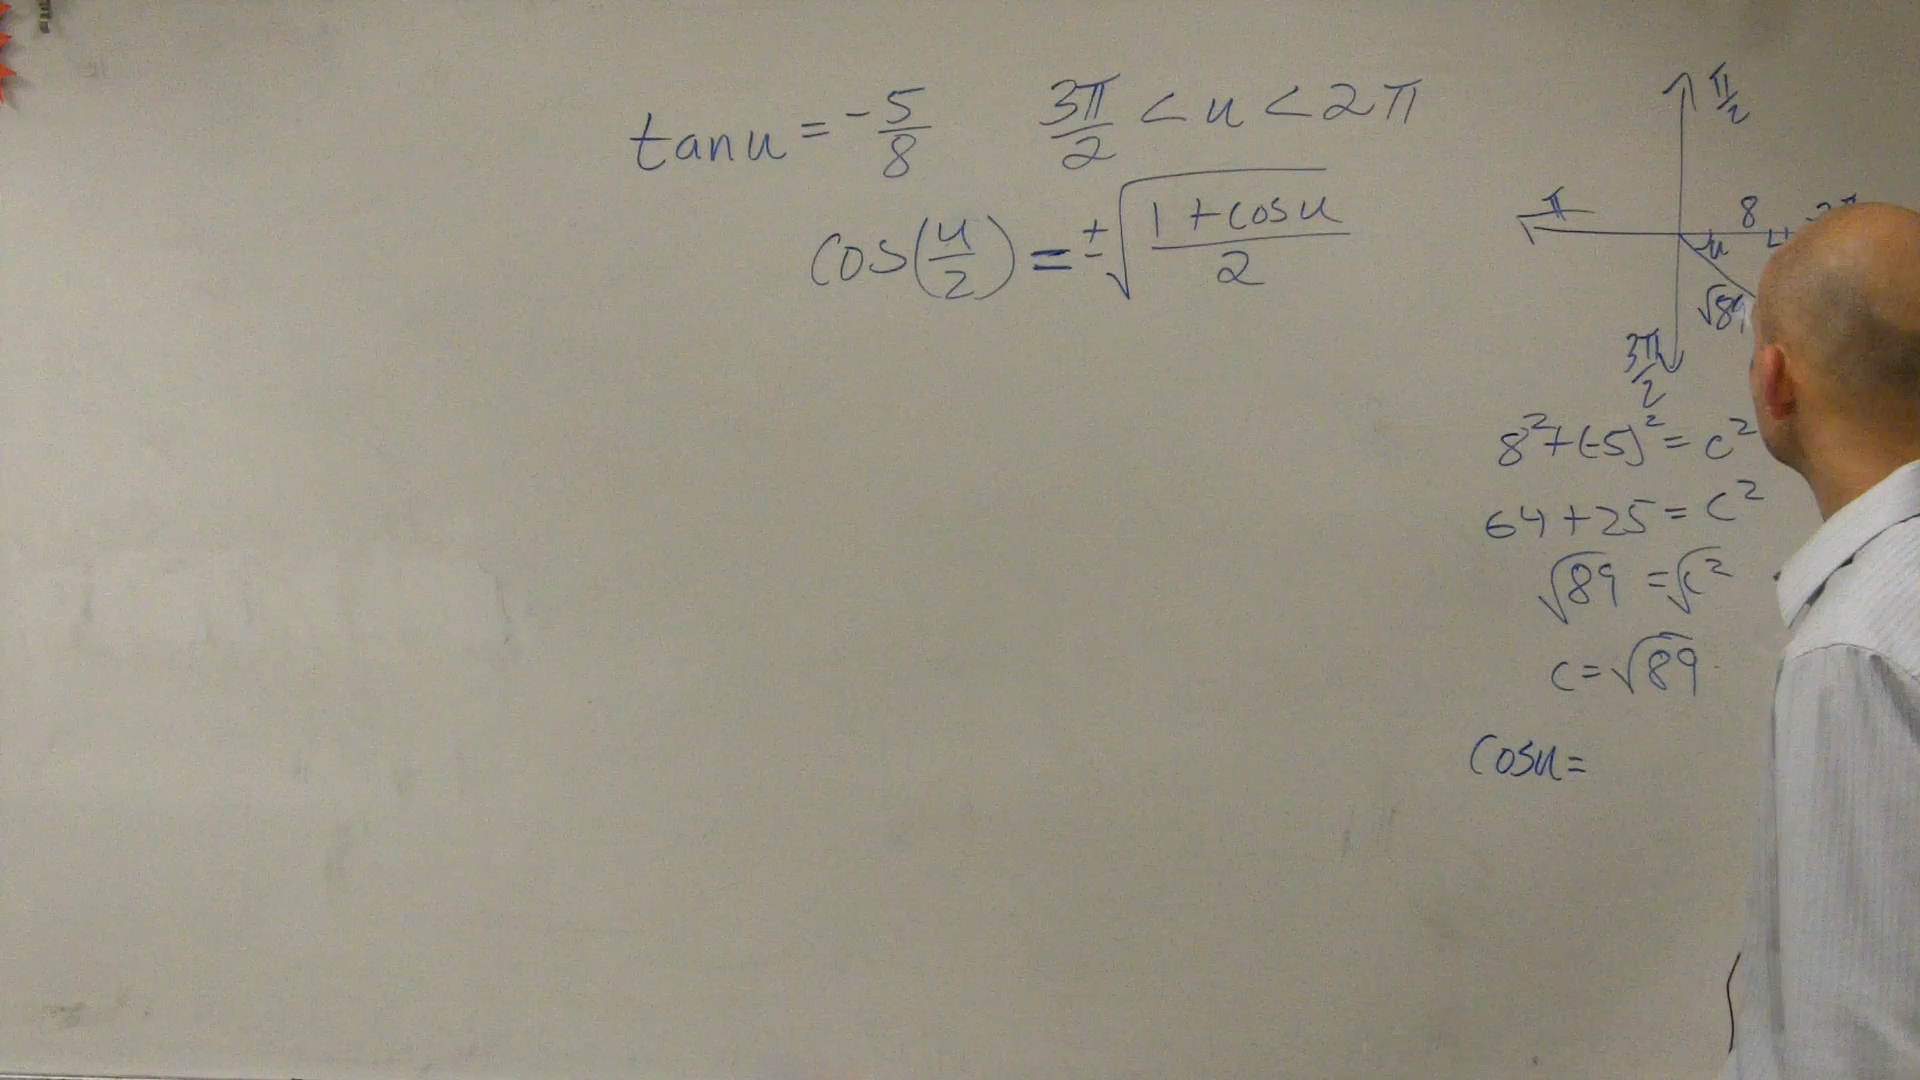 tan u = -5/8 3π/2 < u < 2π
cos(u/2) = ±√((1 + cos u)/2)
π/2
π
8
u
√89
3π/2
8² + (-5)² = c²
64 + 25 = c²
√89 = √c²
c = √89
cos u =